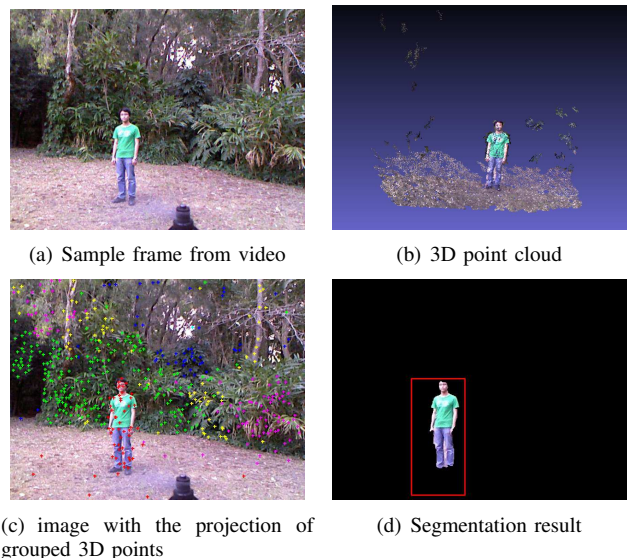 (a) Sample frame from video
(b) 3D point cloud
(c) image with the projection of
grouped 3D points
(d) Segmentation result